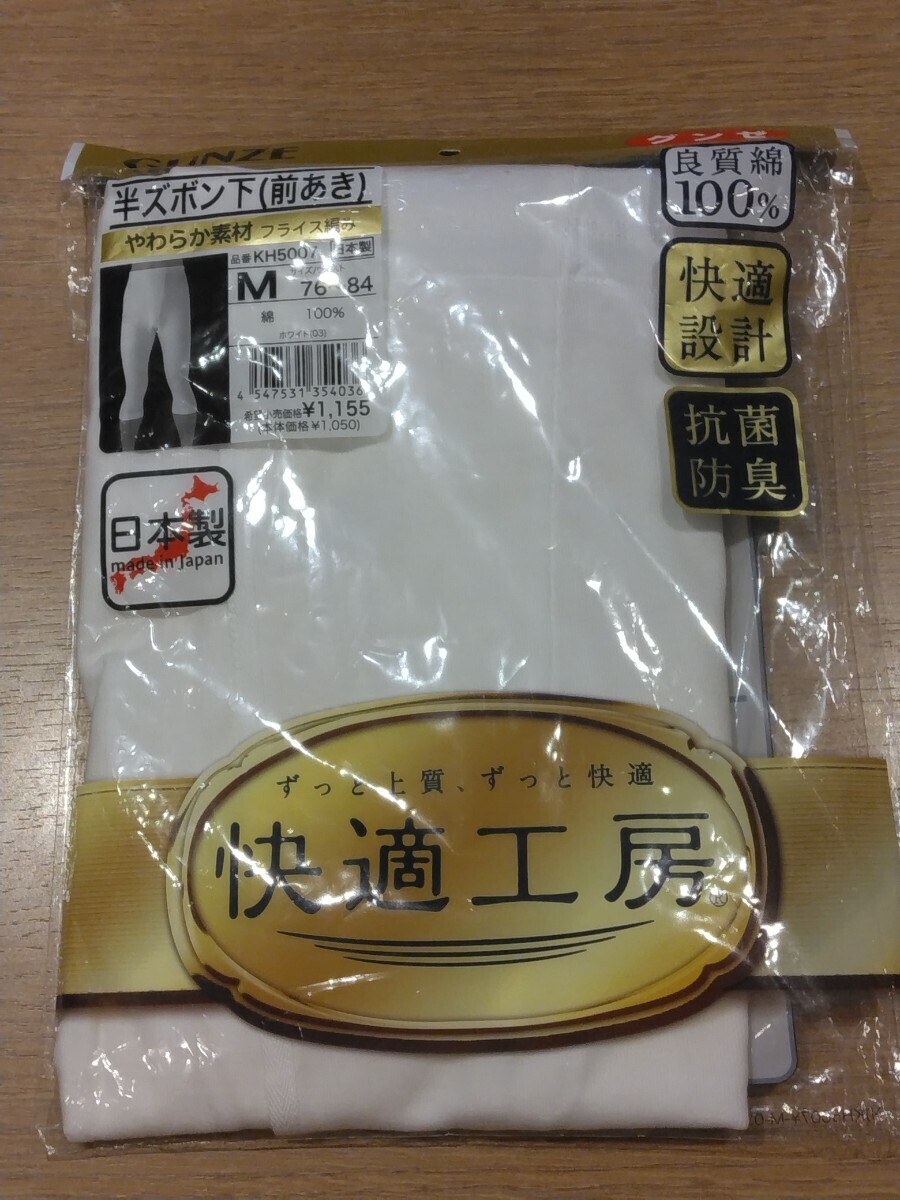 GUNZE
グンゼ
半ズボン下(前あき)
やわらか素材 フライス編み
品番 KH5007 日本製
M 76 84
綿 100%
ホワイト(03)
4 547531 354036
希望小売価格 ¥1,155
(本体価格¥1,050)
良質綿
100%
快適
設計
抗菌
防臭
日本製
made in Japan
ずっと上質、ずっと快適
快適工房®